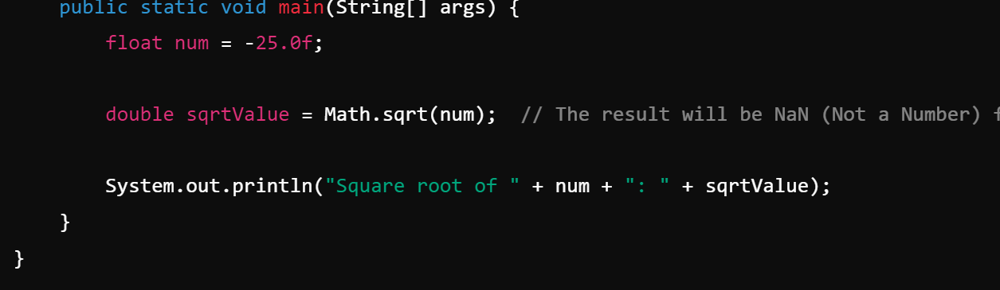 public static void main(String[] args) {
float num = -25.0f;
double sqrtValue = Math.sqrt(num);  // The result will be NaN (Not a Number)
System.out.println("Square root of " + num + ": " + sqrtValue);
}
}